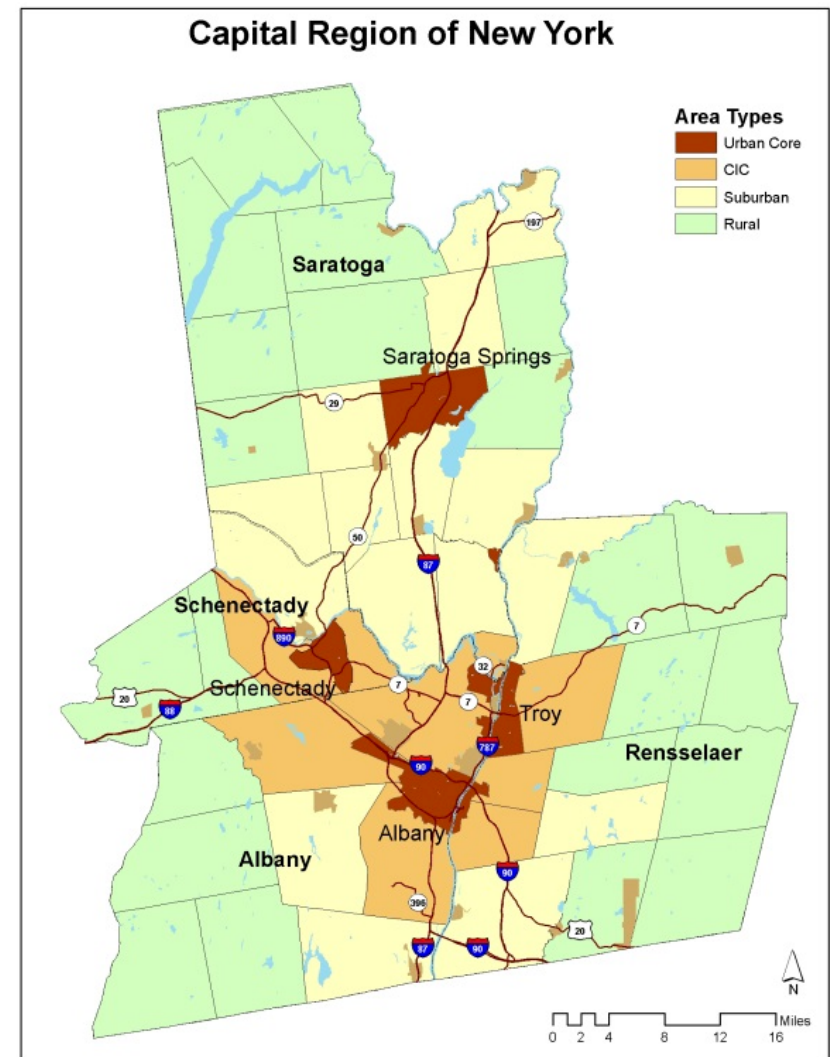 Capital Region of New York
Area Types
Urban Core
CIC
Suburban
Rural
197
Saratoga
Saratoga Springs
29
50
87
Schenectady
890
7
32
Schenectady
7
7
20
88
Troy
787
90
Rensselaer
Albany
Albany
90
396
20
87
90
N
Miles
0 2 4 8 12 16